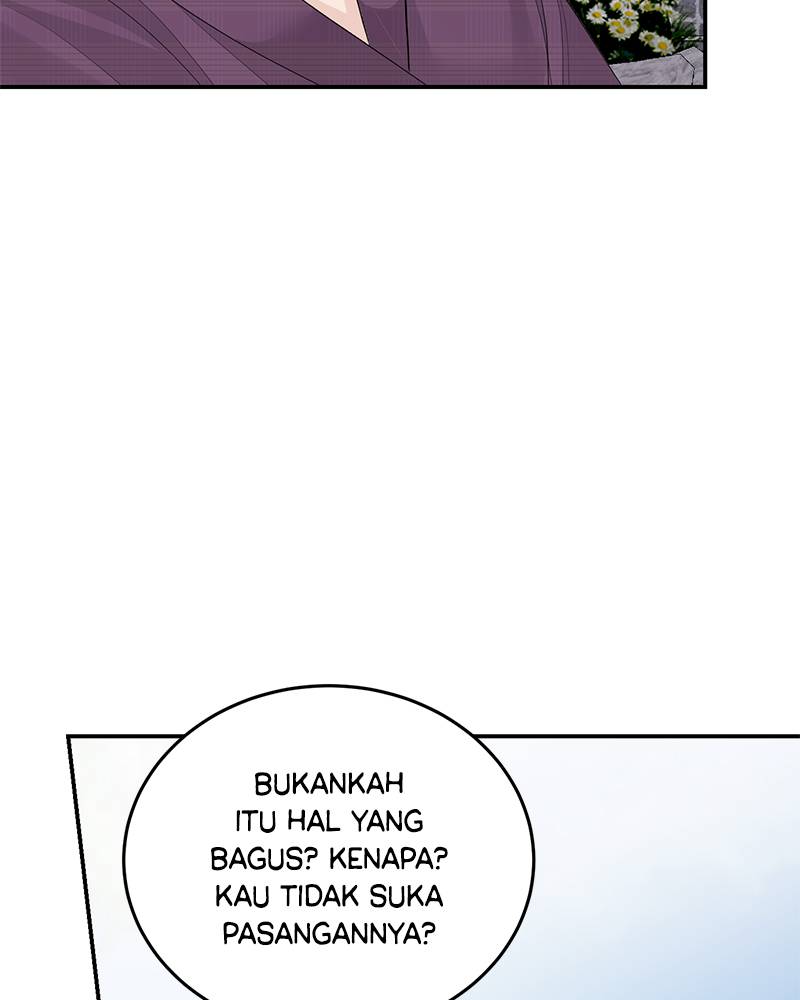 BUKANKAH
ITU HAL YANG
BAGUS? KENAPA?
KAU TIDAK SUKA
PASANGANNYA?